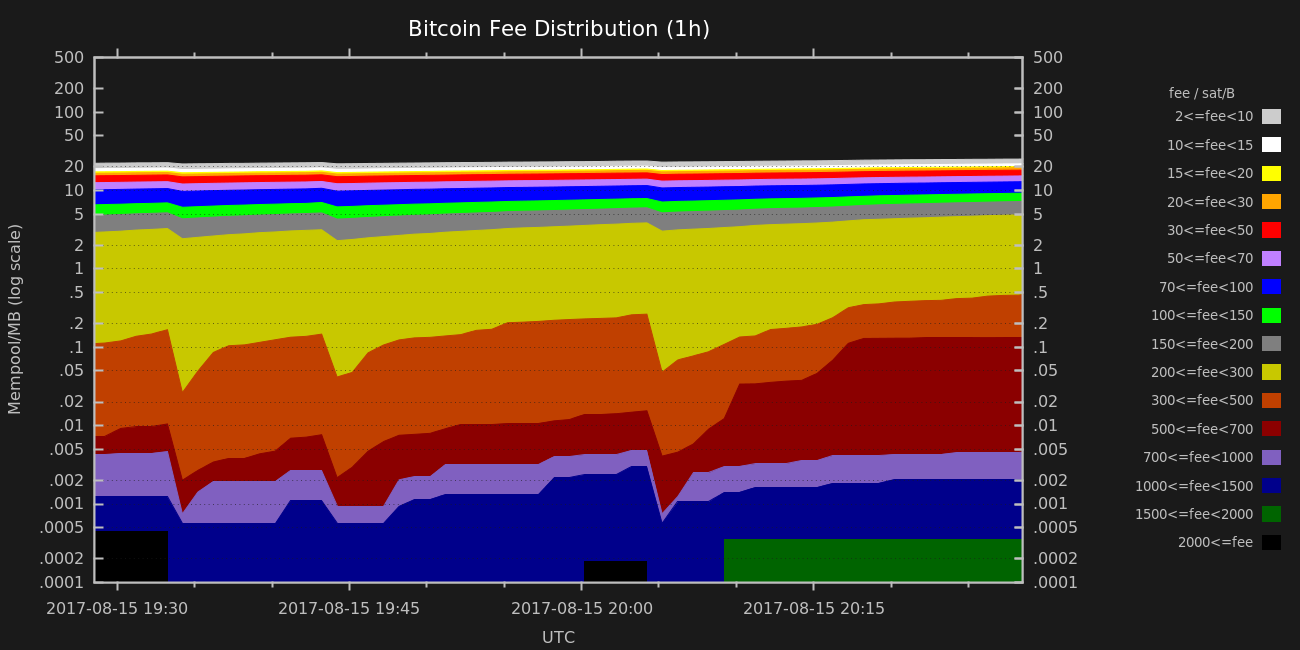 Bitcoin Fee Distribution (1h)
500 500
200 200
100 100
50 50
20 20
10 10
5 5
2 2
1 1
.5 .5
.2 .2
.1 .1
.05 .05
.02 .02
.01 .01
.005 .005
.002 .002
.001 .001
.0005 .0005
.0002 .0002
.0001 .0001
Mempool/MB (log scale)
2017-08-15 19:30 2017-08-15 19:45 2017-08-15 20:00 2017-08-15 20:15
UTC
fee / sat/B
2<=fee<10
10<=fee<15
15<=fee<20
20<=fee<30
30<=fee<50
50<=fee<70
70<=fee<100
100<=fee<150
150<=fee<200
200<=fee<300
300<=fee<500
500<=fee<700
700<=fee<1000
1000<=fee<1500
1500<=fee<2000
2000<=fee